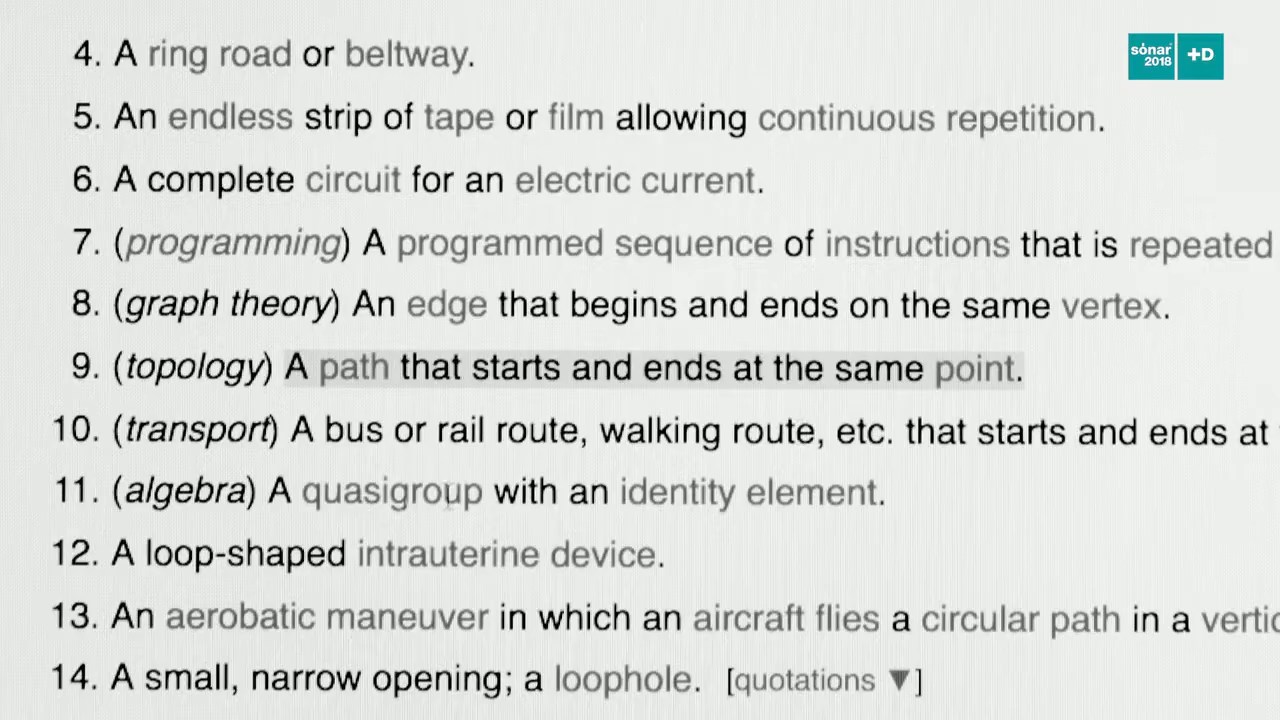 4. A ring road or beltway.
sónar 2018 +D
5. An endless strip of tape or film allowing continuous repetition.
6. A complete circuit for an electric current.
7. (programming) A programmed sequence of instructions that is repeated
8. (graph theory) An edge that begins and ends on the same vertex.
9. (topology) A path that starts and ends at the same point.
10. (transport) A bus or rail route, walking route, etc. that starts and ends at
11. (algebra) A quasigroup with an identity element.
12. A loop-shaped intrauterine device.
13. An aerobatic maneuver in which an aircraft flies a circular path in a
14. A small, narrow opening; a loophole. [quotations ▼]